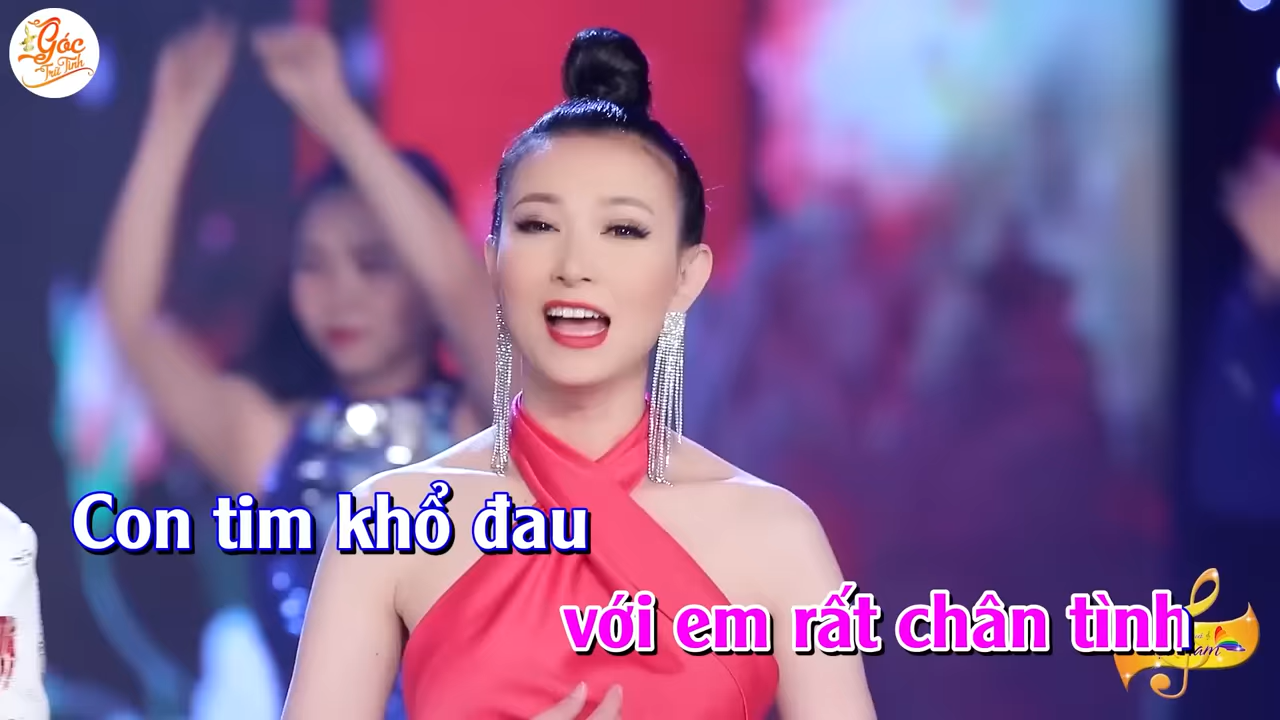 Góc
Trữ Tình
Con tim khổ đau
với em rất chân tình